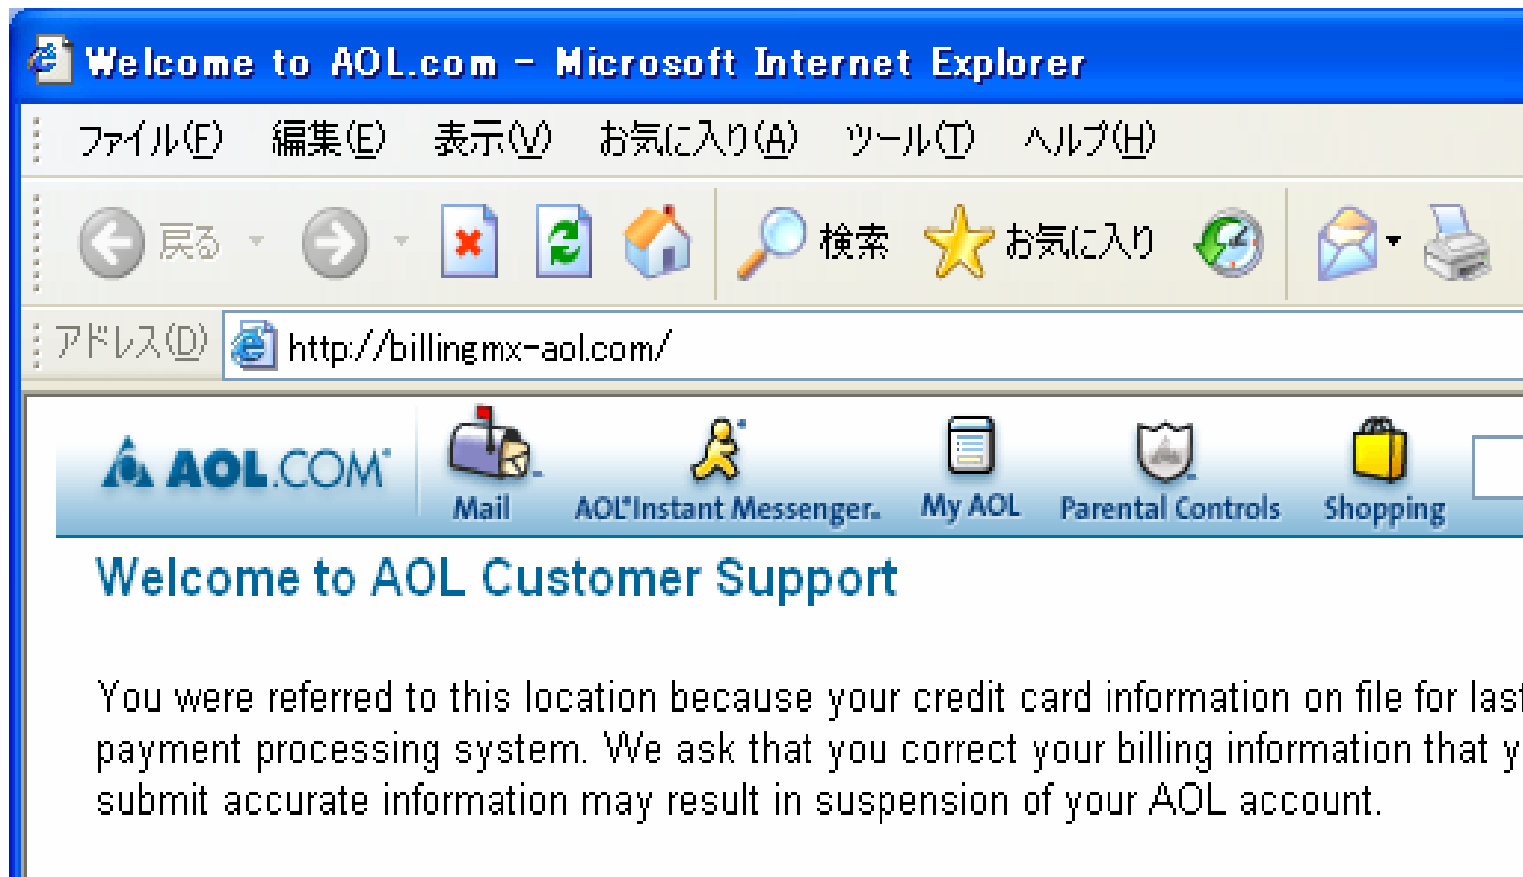 Welcome to AOL.com - Microsoft Internet Explorer
ファイル(F) 編集(E) 表示(V) お気に入り(A) ツール(T) ヘルプ(H)
戻る 検索 お気に入り
アドレス(D) http://billingmx-aol.com/
AOL.COM Mail AOL Instant Messenger My AOL Parental Controls Shopping
Welcome to AOL Customer Support
You were referred to this location because your credit card information on file for last
payment processing system. We ask that you correct your billing information that y
submit accurate information may result in suspension of your AOL account.